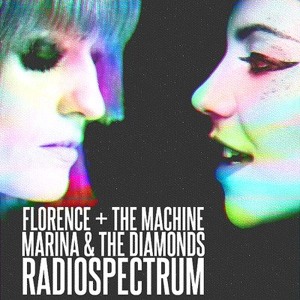 FLORENCE + THE MACHINE
MARINA & THE DIAMONDS
RADIOSPECTRUM